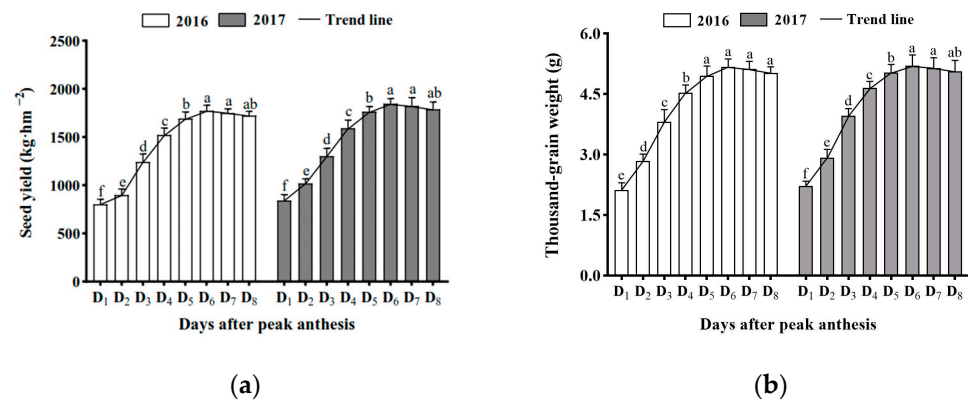 2016 2017 Trend line
Seed yield (kg·hm⁻²)
2500
2000
1500
1000
500
0
f e d c b a a ab
f e d c b a a ab
D₁ D₂ D₃ D₄ D₅ D₆ D₇ D₈ D₁ D₂ D₃ D₄ D₅ D₆ D₇ D₈
Days after peak anthesis
(a)
2016 2017 Trend line
Thousand-grain weight (g)
6.0
4.5
3.0
1.5
0.0
e d c b a a a a
f e d c b a a ab
D₁ D₂ D₃ D₄ D₅ D₆ D₇ D₈ D₁ D₂ D₃ D₄ D₅ D₆ D₇ D₈
Days after peak anthesis
(b)